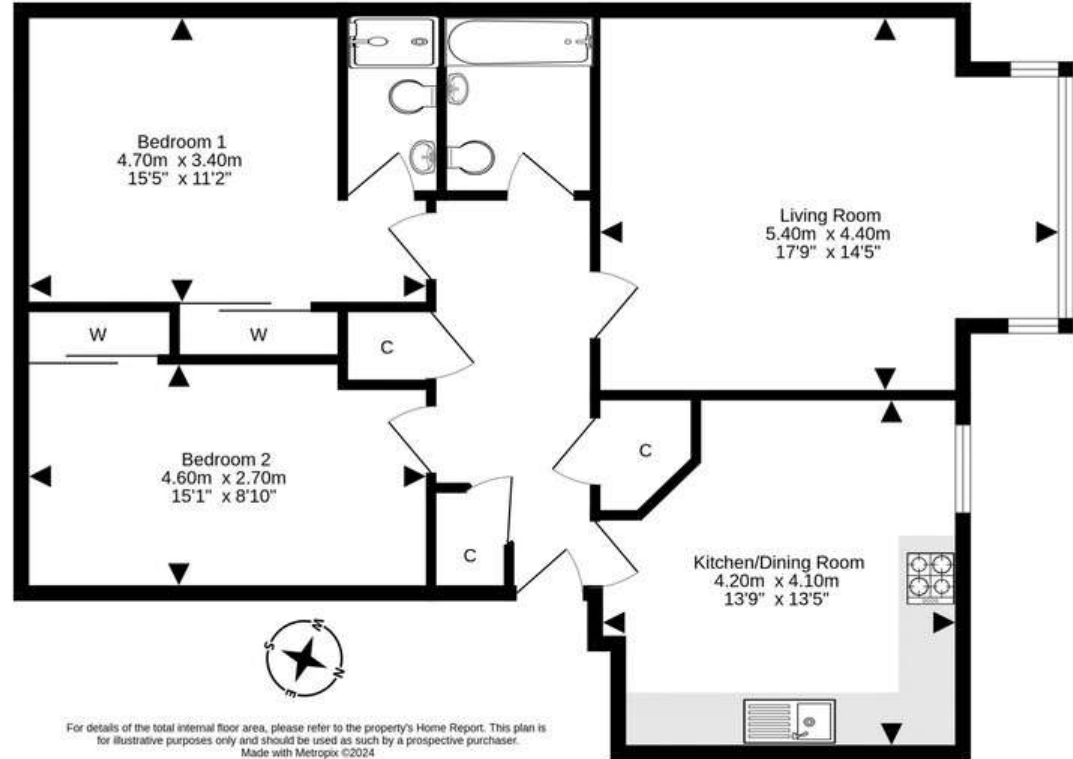 Bedroom 1
4.70m x 3.40m
15'5" x 11'2"
Living Room
5.40m x 4.40m
17'9" x 14'5"
W
W
C
Bedroom 2
4.60m x 2.70m
15'1" x 8'10"
C
C
Kitchen/Dining Room
4.20m x 4.10m
13'9" x 13'5"
W
S
N
E
For details of the total internal floor area, please refer to the property's Home Report. This plan is
for illustrative purposes only and should be used as such by a prospective purchaser.
Made with Metropix ©2024